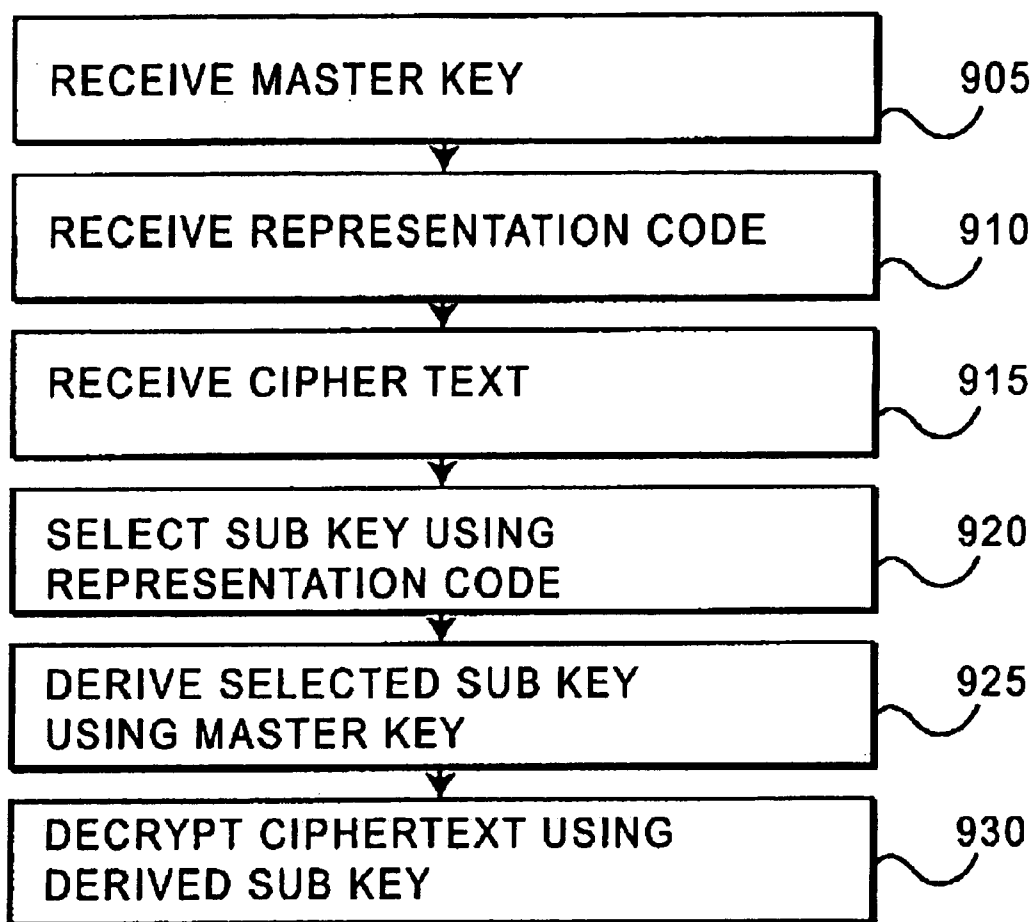 RECEIVE MASTER KEY
905
RECEIVE REPRESENTATION CODE
910
RECEIVE CIPHER TEXT
915
SELECT SUB KEY USING
REPRESENTATION CODE
920
DERIVE SELECTED SUB KEY
USING MASTER KEY
925
DECRYPT CIPHERTEXT USING
DERIVED SUB KEY
930